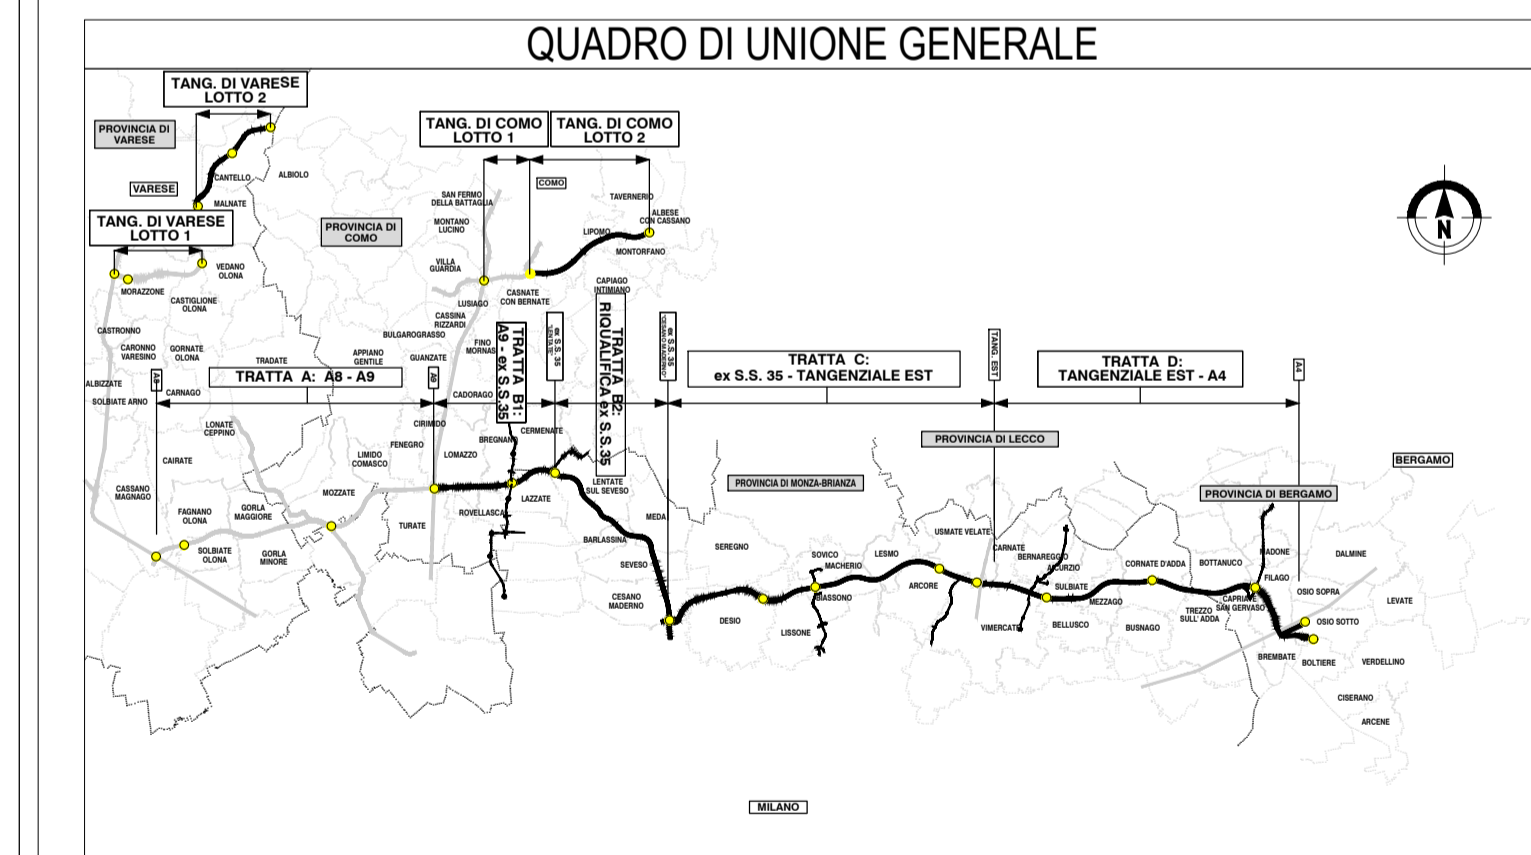 QUADRO DI UNIONE GENERALE
TANG. DI VARESE
LOTTO 2
PROVINCIA DI
VARESE
CANTELLO
ALBIOLO
VARESE
MALNATE
TANG. DI VARESE
LOTTO 1
VEDANO
OLONA
MORAZZONE
CASTIGLIONE
OLONA
PROVINCIA DI
COMO
TANG. DI COMO
LOTTO 1
TANG. DI COMO
LOTTO 2
COMO
SAN FERMO
DELLA BATTAGLIA
MONTANO
LUCINO
VILLA
GUARDIA
TAVERNERIO
ALBESE
CON CASSANO
LIPOMO
MONTORFANO
CAPIAGO
INTIMIANO
LUSIAGO
CASNATE
CON BERNATE
N
CASTRONNO
CARONNO
VARESINO
GORNATE
OLONA
TRADATE
APPIANO
GENTILE
BULGAROGRASSO
CASSINA
RIZZARDI
GUANZATE
FINO
MORNAS
ALBIZZATE
SOLBIATE ARNO
CARNAGO
A8
TRATTA A: A8 - A9
A9
CADORAGO
TRATTA B1:
A9 - ex S.S.35
ex S.S. 35
"LENTATE"
TRATTA B2:
RIQUALIFICA ex S.S.35
ex S.S. 35
"CESANO MADERNO"
TRATTA C:
ex S.S. 35 - TANGENZIALE EST
TANG. EST
TRATTA D:
TANGENZIALE EST - A4
A4
LONATE
CEPPINO
CAIRATE
CIRIMIDO
FENEGRO
LIMIDO
COMASCO
LOMAZZO
BREGNANO
CERMENATE
PROVINCIA DI LECCO
BERGAMO
PROVINCIA DI MONZA-BRIANZA
PROVINCIA DI BERGAMO
CASSANO
MAGNAGO
FAGNANO
OLONA
GORLA
MAGGIORE
MOZZATE
TURATE
ROVELLASCA
LAZZATE
LENTATE
SUL SEVESO
MEDA
BARLASSINA
SEVESO
CESANO
MADERNO
SOLBIATE
OLONA
GORLA
MINORE
SEREGNO
DESIO
LISSONE
SOVICO
MACHERIO
BIASSONO
LESMO
ARCORE
USMATE VELATE
CARNATE
BERNAREGGIO
AICURZIO
SULBIATE
MEZZAGO
VIMERCATE
BELLUSCO
BUSNAGO
CORNATE D'ADDA
BOTTANUCO
MADONE
FILAGO
CAPRIATE
SAN GERVASO
TREZZO
SULL' ADDA
DALMINE
OSIO SOPRA
OSIO SOTTO
LEVATE
BREMBATE
BOLTIERE
VERDELLINO
CISERANO
ARCENE
MILANO